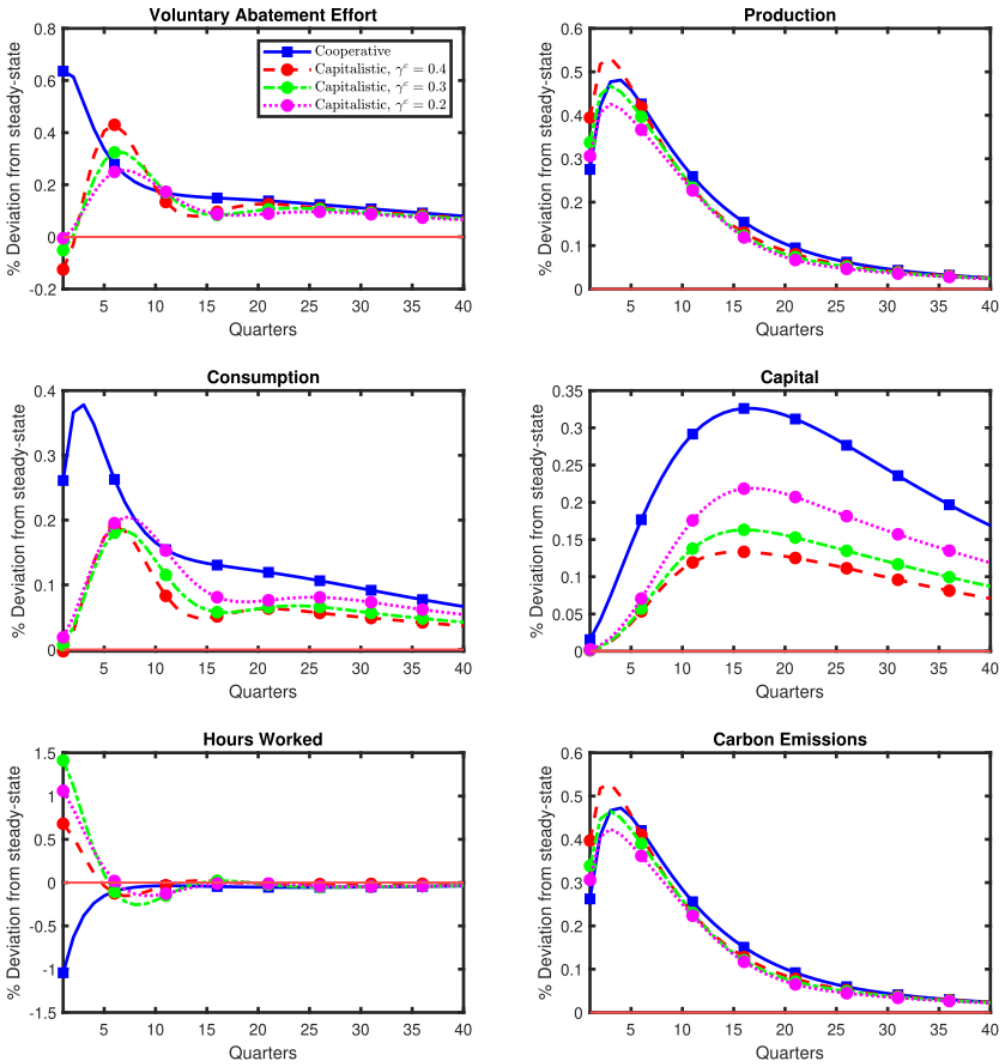 Voluntary Abatement Effort
% Deviation from steady-state
0.8
0.6
0.4
0.2
0
-0.2
Cooperative
Capitalistic, γᶜ = 0.4
Capitalistic, γᶜ = 0.3
Capitalistic, γᶜ = 0.2
5 10 15 20 25 30 35 40
Quarters
Production
% Deviation from steady-state
0.6
0.5
0.4
0.3
0.2
0.1
0
5 10 15 20 25 30 35 40
Quarters
Consumption
% Deviation from steady-state
0.4
0.3
0.2
0.1
0
5 10 15 20 25 30 35 40
Quarters
Capital
% Deviation from steady-state
0.35
0.3
0.25
0.2
0.15
0.1
0.05
0
5 10 15 20 25 30 35 40
Quarters
Hours Worked
% Deviation from steady-state
1.5
1
0.5
0
-0.5
-1
-1.5
5 10 15 20 25 30 35 40
Quarters
Carbon Emissions
% Deviation from steady-state
0.6
0.5
0.4
0.3
0.2
0.1
0
5 10 15 20 25 30 35 40
Quarters